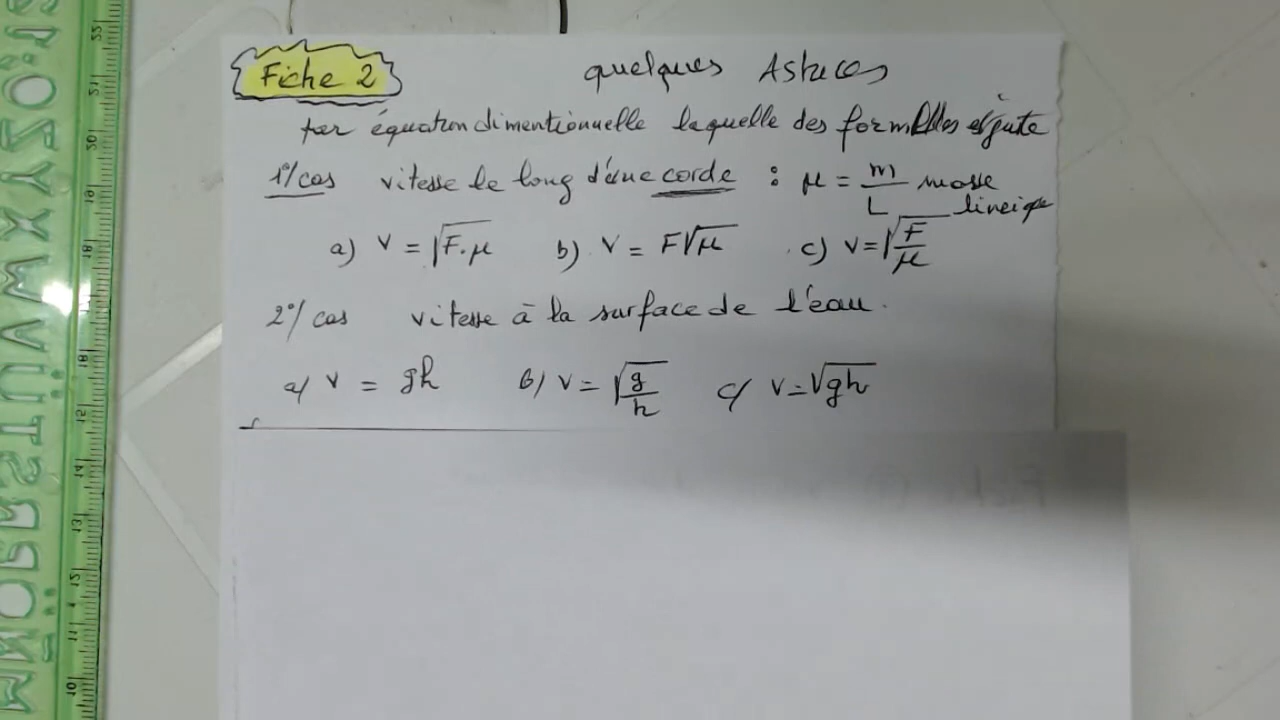 Fiche 2 quelques Astuces
par équation dimentionnelle laquelle des formules est juste
1°/cas vitesse le long d'une corde : μ = m/L masse linéique
a) v = √F.μ b) v = F√μ c) v = √F/μ
2°/cas vitesse à la surface de l'eau.
a/ v = gh b/ v = √g/h c/ v = √gh